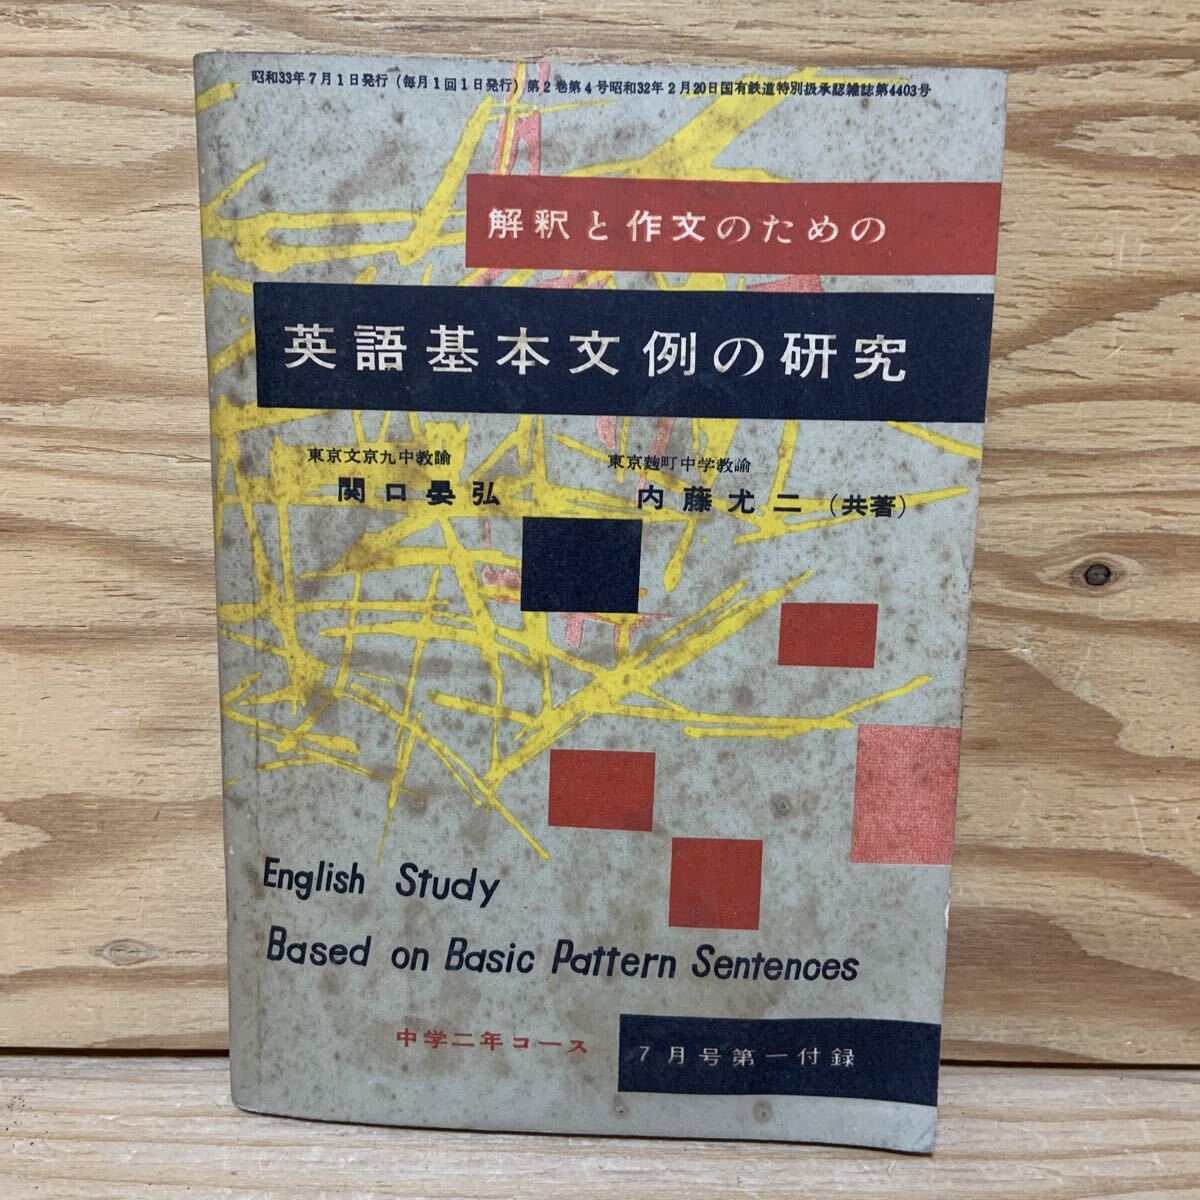 昭和33年7月1日発行(毎月1回1日発行)第2巻第4号昭和32年2月20日国有鉄道特別扱承認雑誌第4403号
解釈と作文のための
英語基本文例の研究
東京文京九中教諭
関口晏弘
東京麹町中学教諭
内藤尤二(共著)
English Study
Based on Basic Pattern Sentences
中学二年コース
7月号第一付録